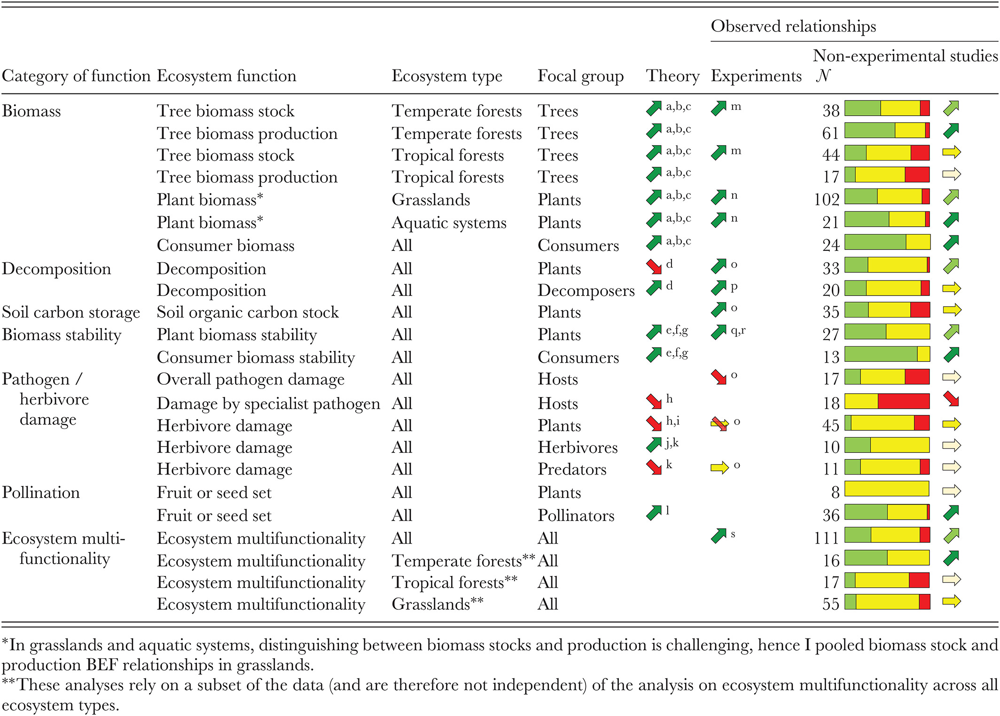 Observed relationships
Non-experimental studies
Category of function Ecosystem function Ecosystem type Focal group Theory Experiments N
Biomass Tree biomass stock Temperate forests Trees a,b,c m 38
Tree biomass production Temperate forests Trees a,b,c 61
Tree biomass stock Tropical forests Trees a,b,c m 44
Tree biomass production Tropical forests Trees a,b,c 17
Plant biomass* Grasslands Plants a,b,c n 102
Plant biomass* Aquatic systems Plants a,b,c n 21
Consumer biomass All Consumers a,b,c 24
Decomposition Decomposition All Plants d o 33
Decomposition All Decomposers d p 20
Soil carbon storage Soil organic carbon stock All Plants o 35
Biomass stability Plant biomass stability All Plants e,f,g q,r 27
Consumer biomass stability All Consumers e,f,g 13
Pathogen / Overall pathogen damage All Hosts o 17
herbivore Damage by specialist pathogen All Hosts h 18
damage Herbivore damage All Plants h,i o 45
Herbivore damage All Herbivores j,k 10
Herbivore damage All Predators k o 11
Pollination Fruit or seed set All Plants 8
Fruit or seed set All Pollinators l 36
Ecosystem multi- Ecosystem multifunctionality All All s 111
functionality Ecosystem multifunctionality Temperate forests** All 16
Ecosystem multifunctionality Tropical forests** All 17
Ecosystem multifunctionality Grasslands** All 55
*In grasslands and aquatic systems, distinguishing between biomass stocks and production is challenging, hence I pooled biomass stock and
production BEF relationships in grasslands.
**These analyses rely on a subset of the data (and are therefore not independent) of the analysis on ecosystem multifunctionality across all
ecosystem types.